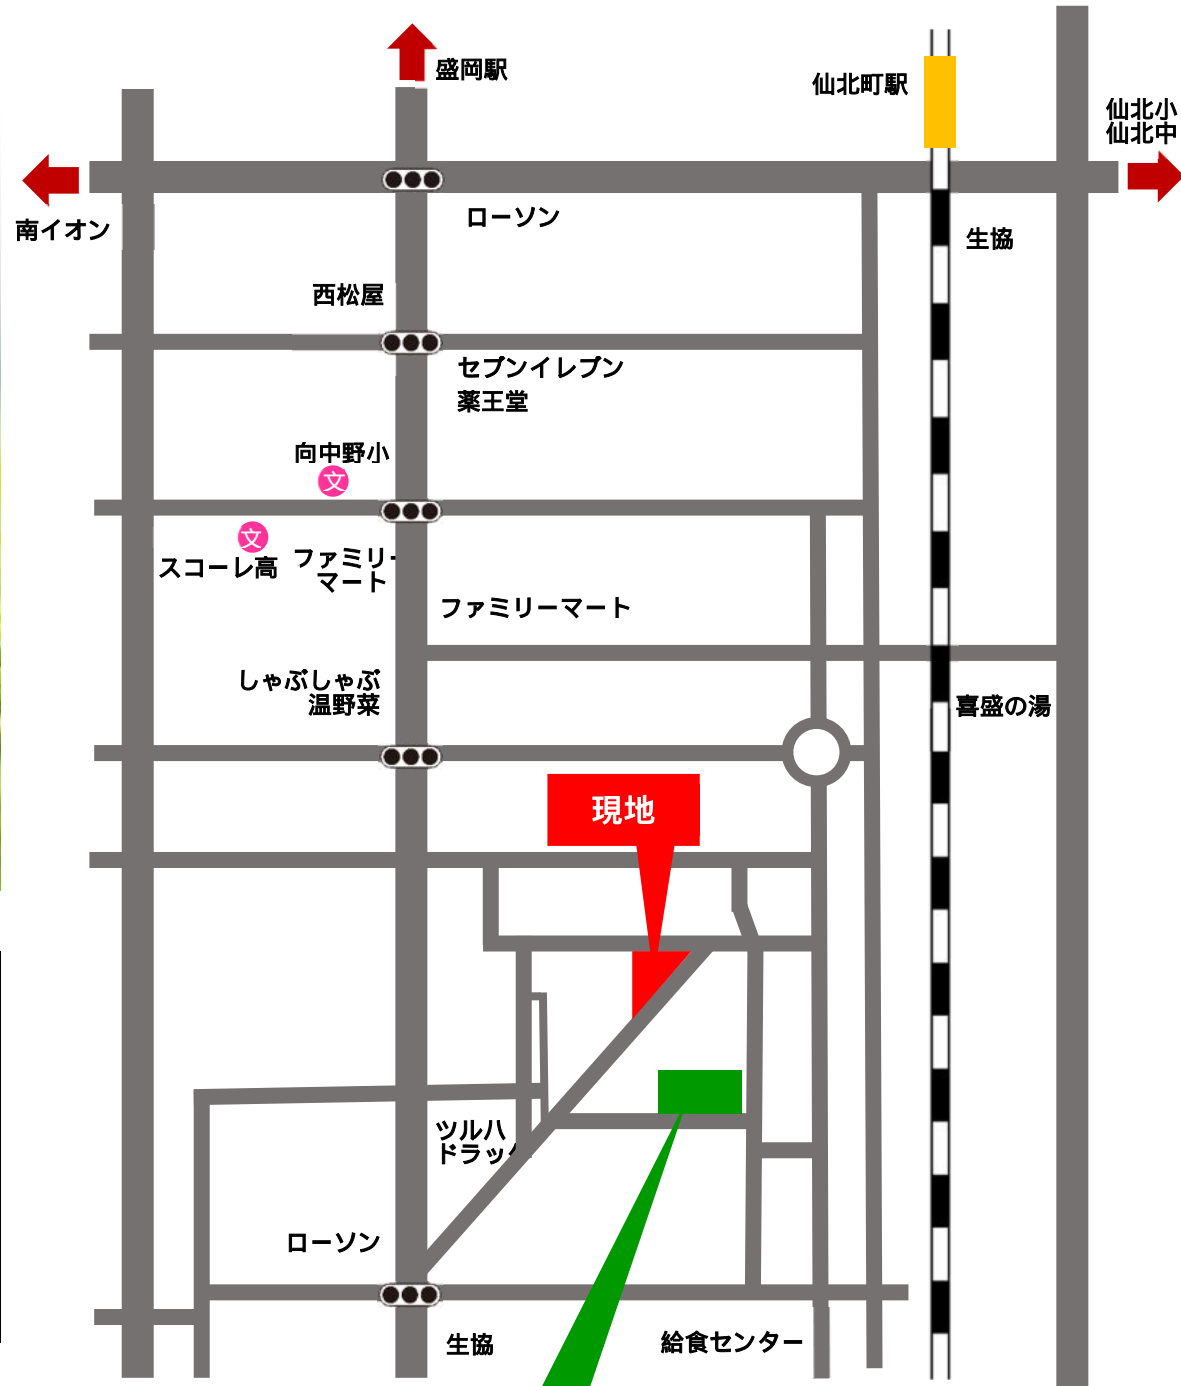 盛岡駅
仙北町駅
仙北小
仙北中
南イオン
ローソン
生協
西松屋
セブンイレブン
薬王堂
向中野小
文
文
スコーレ高
ファミリー
マート
ファミリーマート
しゃぶしゃぶ
温野菜
喜盛の湯
現地
ツルハ
ドラッグ
ローソン
生協
給食センター